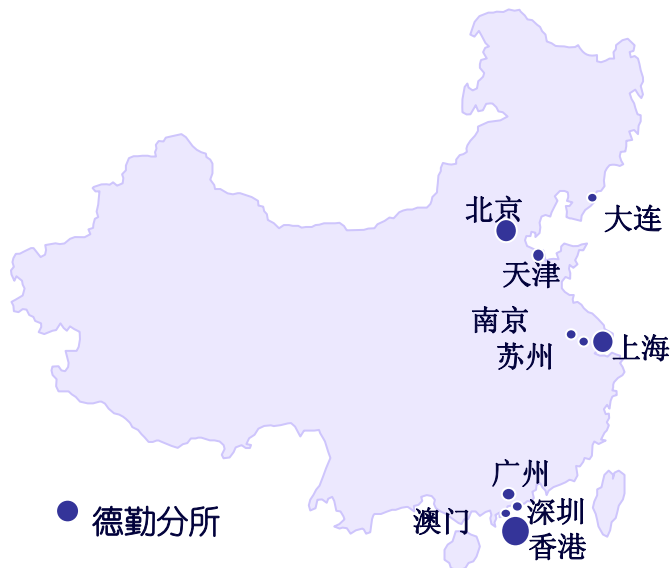 北京
大连
天津
南京
苏州
上海
广州
深圳
澳门
香港
德勤分所